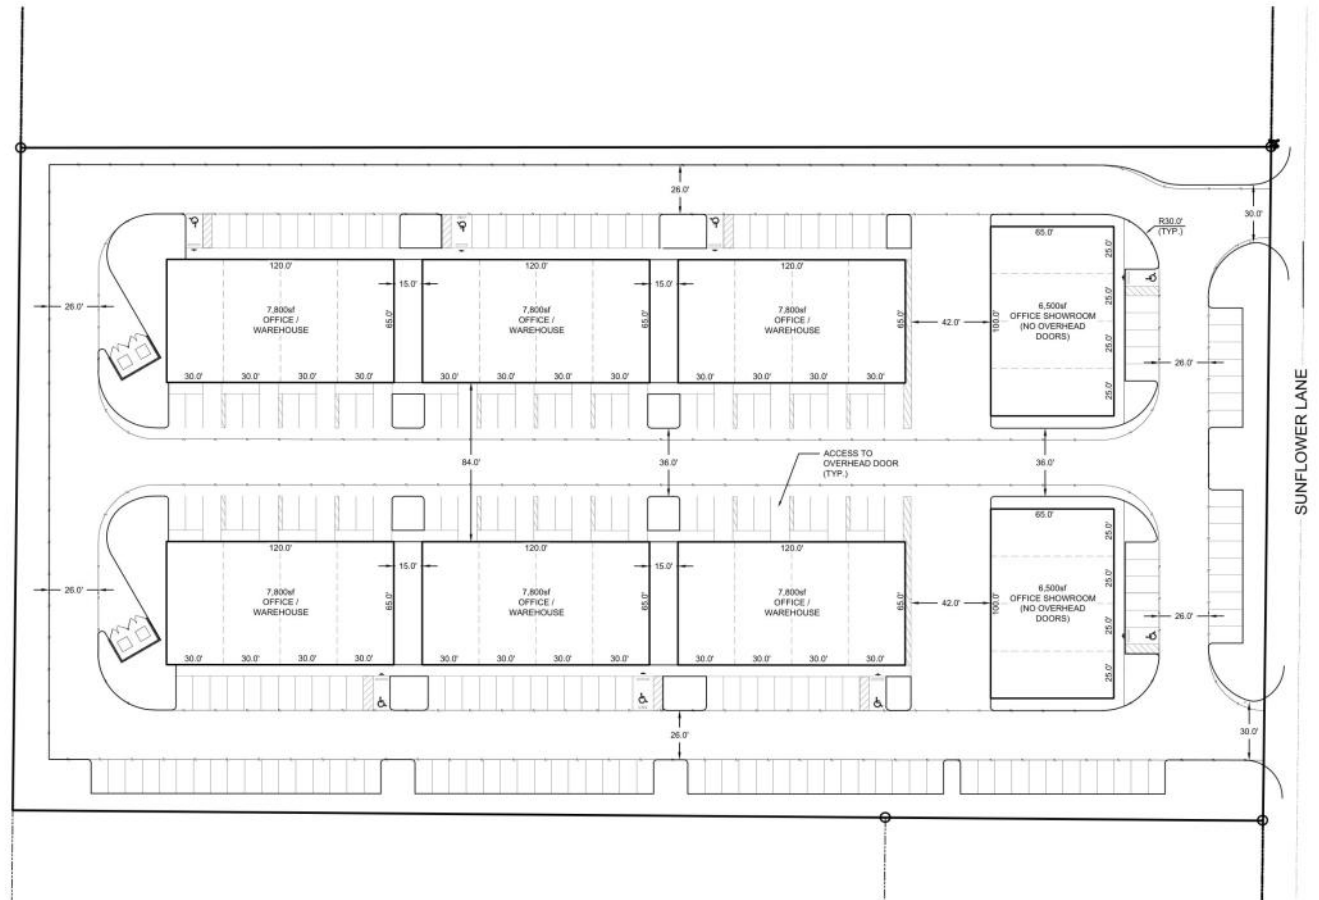 26.0'
30.0'
R30.0'
(TYP.)
65.0'
25.0'
120.0'
120.0'
120.0'
15.0'
15.0'
25.0'
26.0'
7,800sf
OFFICE /
WAREHOUSE
65.0'
7,800sf
OFFICE /
WAREHOUSE
65.0'
7,800sf
OFFICE /
WAREHOUSE
65.0'
42.0'
100.0'
6,500sf
OFFICE SHOWROOM
(NO OVERHEAD
DOORS)
25.0'
26.0'
30.0'
30.0'
30.0'
30.0'
30.0'
30.0'
30.0'
30.0'
30.0'
30.0'
30.0'
30.0'
25.0'
SUNFLOWER LANE
84.0'
36.0'
ACCESS TO
OVERHEAD DOOR
(TYP.)
36.0'
65.0'
25.0'
120.0'
120.0'
120.0'
15.0'
15.0'
25.0'
26.0'
7,800sf
OFFICE /
WAREHOUSE
65.0'
7,800sf
OFFICE /
WAREHOUSE
65.0'
7,800sf
OFFICE /
WAREHOUSE
65.0'
42.0'
100.0'
6,500sf
OFFICE SHOWROOM
(NO OVERHEAD
DOORS)
25.0'
26.0'
30.0'
30.0'
30.0'
30.0'
30.0'
30.0'
30.0'
30.0'
30.0'
30.0'
30.0'
30.0'
25.0'
26.0'
30.0'